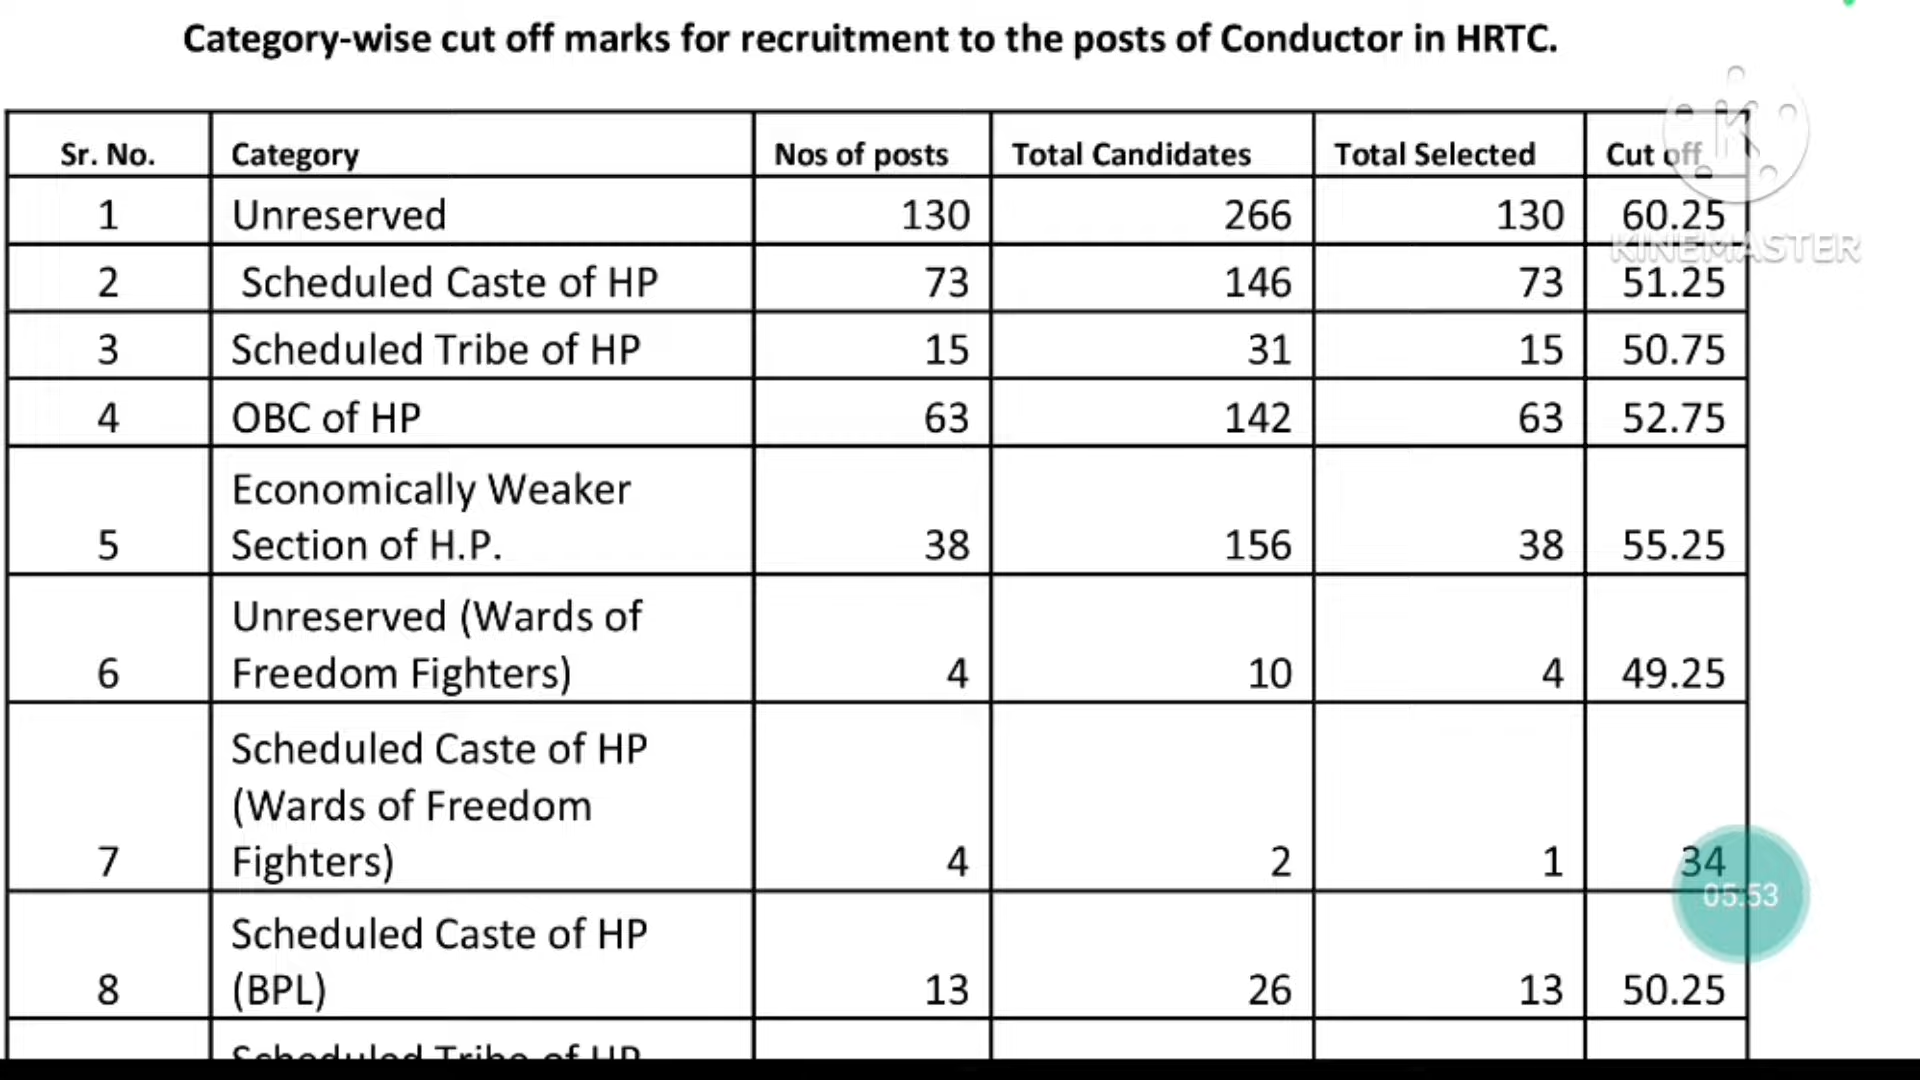 Category-wise cut off marks for recruitment to the posts of Conductor in HRTC.
Sr. No. Category Nos of posts Total Candidates Total Selected Cut off
1 Unreserved 130 266 130 60.25
KINEMASTER
2 Scheduled Caste of HP 73 146 73 51.25
3 Scheduled Tribe of HP 15 31 15 50.75
4 OBC of HP 63 142 63 52.75
Economically Weaker
5 Section of H.P. 38 156 38 55.25
Unreserved (Wards of
6 Freedom Fighters) 4 10 4 49.25
Scheduled Caste of HP
(Wards of Freedom
7 Fighters) 4 2 1 34
05:53
Scheduled Caste of HP
8 (BPL) 13 26 13 50.25
Scheduled Tribe of HP